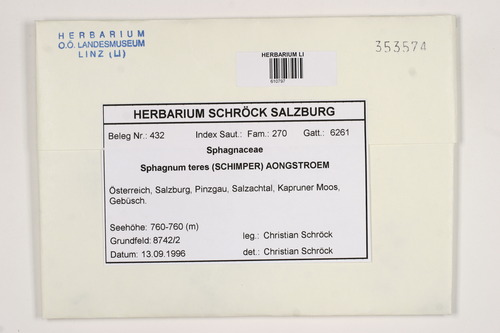 HERBARIUM
O.Ö. LANDESMUSEUM
LINZ (LI)
HERBARIUM LI
610797
353574
HERBARIUM SCHRÖCK SALZBURG
Beleg Nr.: 432 Index Saut.: Fam.: 270 Gatt.: 6261
Sphagnaceae
Sphagnum teres (SCHIMPER) AONGSTROEM
Österreich, Salzburg, Pinzgau, Salzachtal, Kapruner Moos,
Gebüsch.
Seehöhe: 760-760 (m)
Grundfeld: 8742/2 leg.: Christian Schröck
Datum: 13.09.1996 det.: Christian Schröck